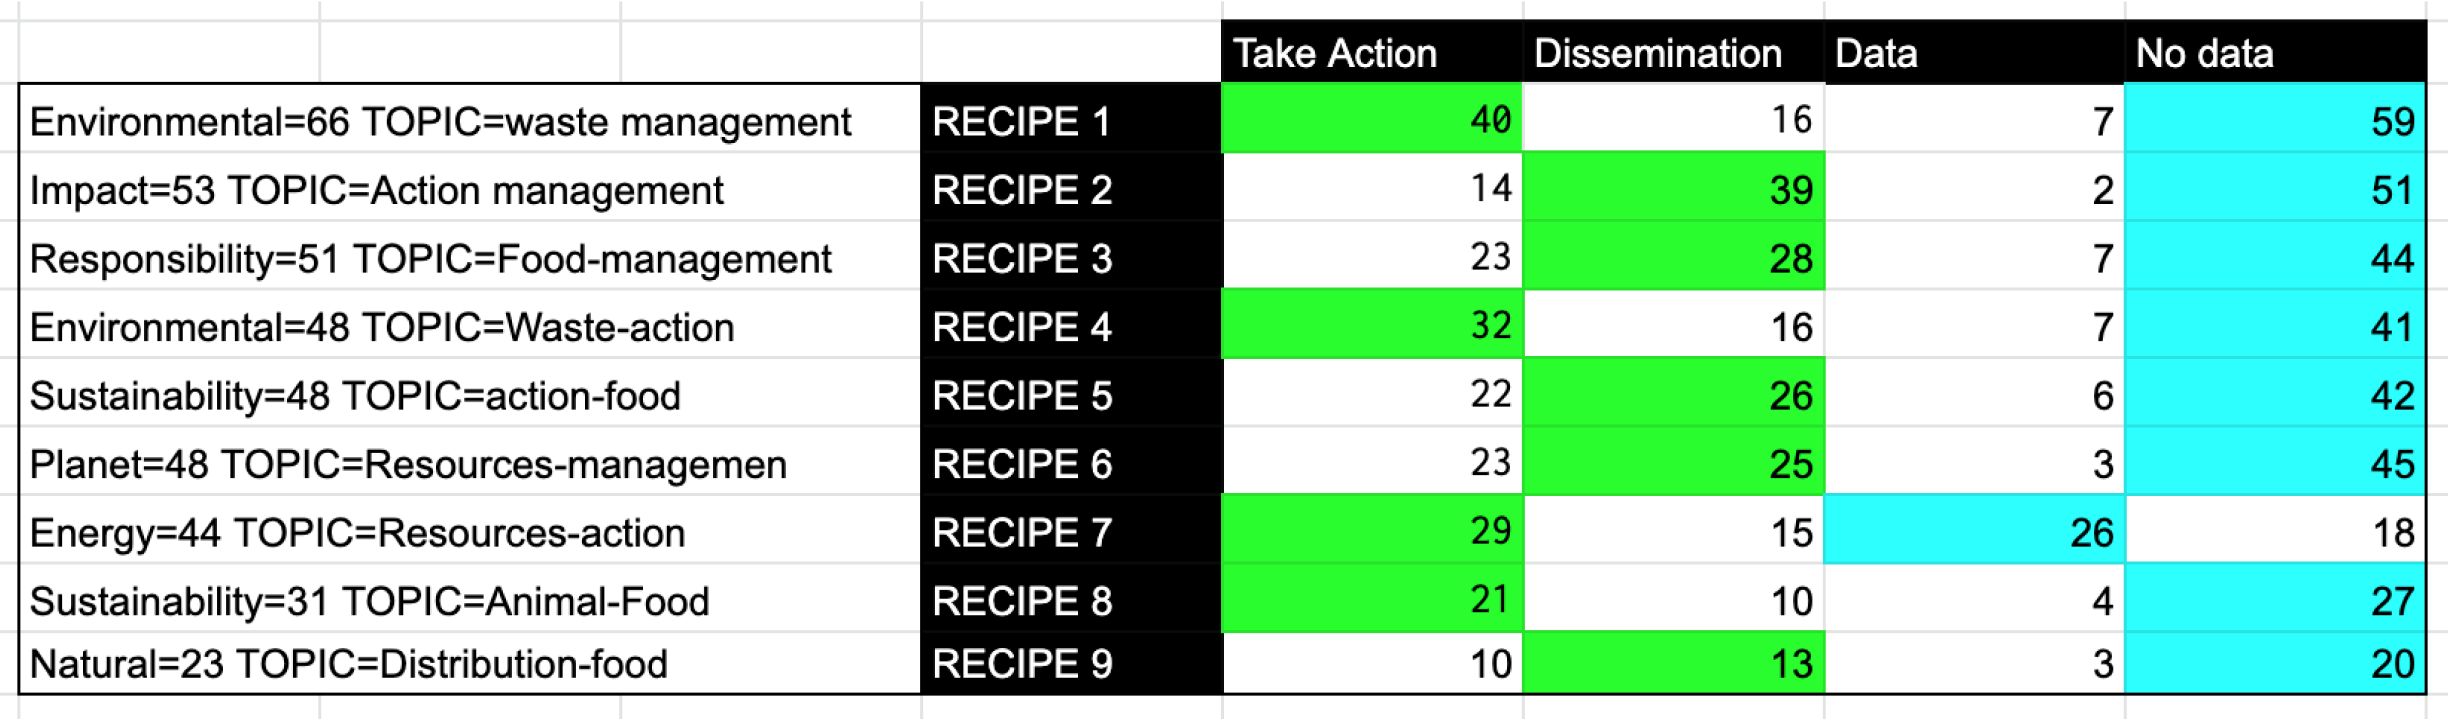 Take Action Dissemination Data No data
Environmental=66 TOPIC=waste management RECIPE 1 40 16 7 59
Impact=53 TOPIC=Action management RECIPE 2 14 39 2 51
Responsibility=51 TOPIC=Food-management RECIPE 3 23 28 7 44
Environmental=48 TOPIC=Waste-action RECIPE 4 32 16 7 41
Sustainability=48 TOPIC=action-food RECIPE 5 22 26 6 42
Planet=48 TOPIC=Resources-managemen RECIPE 6 23 25 3 45
Energy=44 TOPIC=Resources-action RECIPE 7 29 15 26 18
Sustainability=31 TOPIC=Animal-Food RECIPE 8 21 10 4 27
Natural=23 TOPIC=Distribution-food RECIPE 9 10 13 3 20